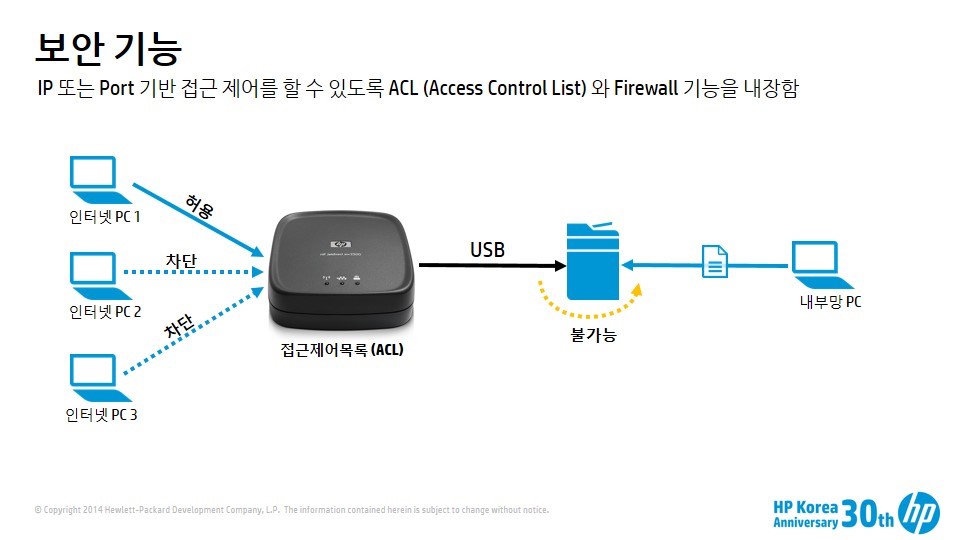 보안 기능
IP 또는 Port 기반 접근 제어를 할 수 있도록 ACL (Access Control List) 와 Firewall 기능을 내장함
인터넷 PC 1
허용
차단
인터넷 PC 2
차단
인터넷 PC 3
hp
접근제어목록 (ACL)
USB
불가능
내부망 PC
© Copyright 2014 Hewlett-Packard Development Company, L.P. The information contained herein is subject to change without notice.
HP Korea
Anniversary
30th
hp